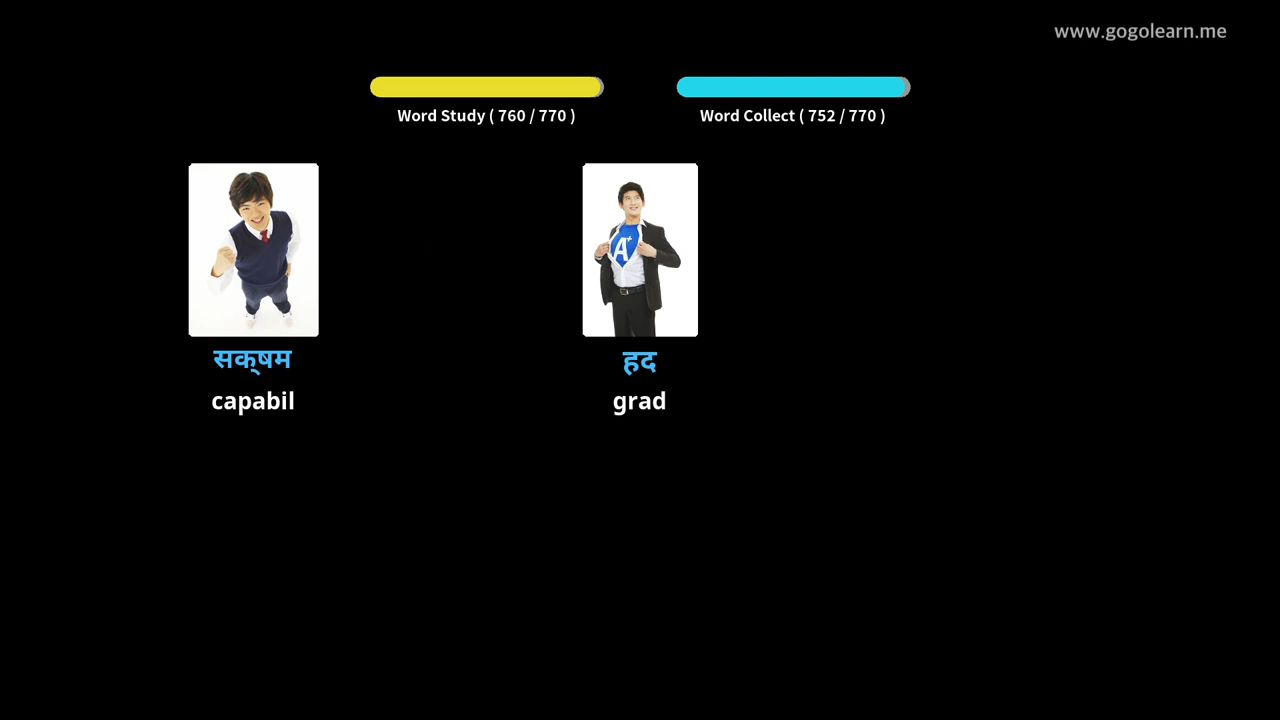 www.gogolearn.me
Word Study ( 760 / 770 )
Word Collect ( 752 / 770 )
A+
सक्षम
हद
capabil
grad